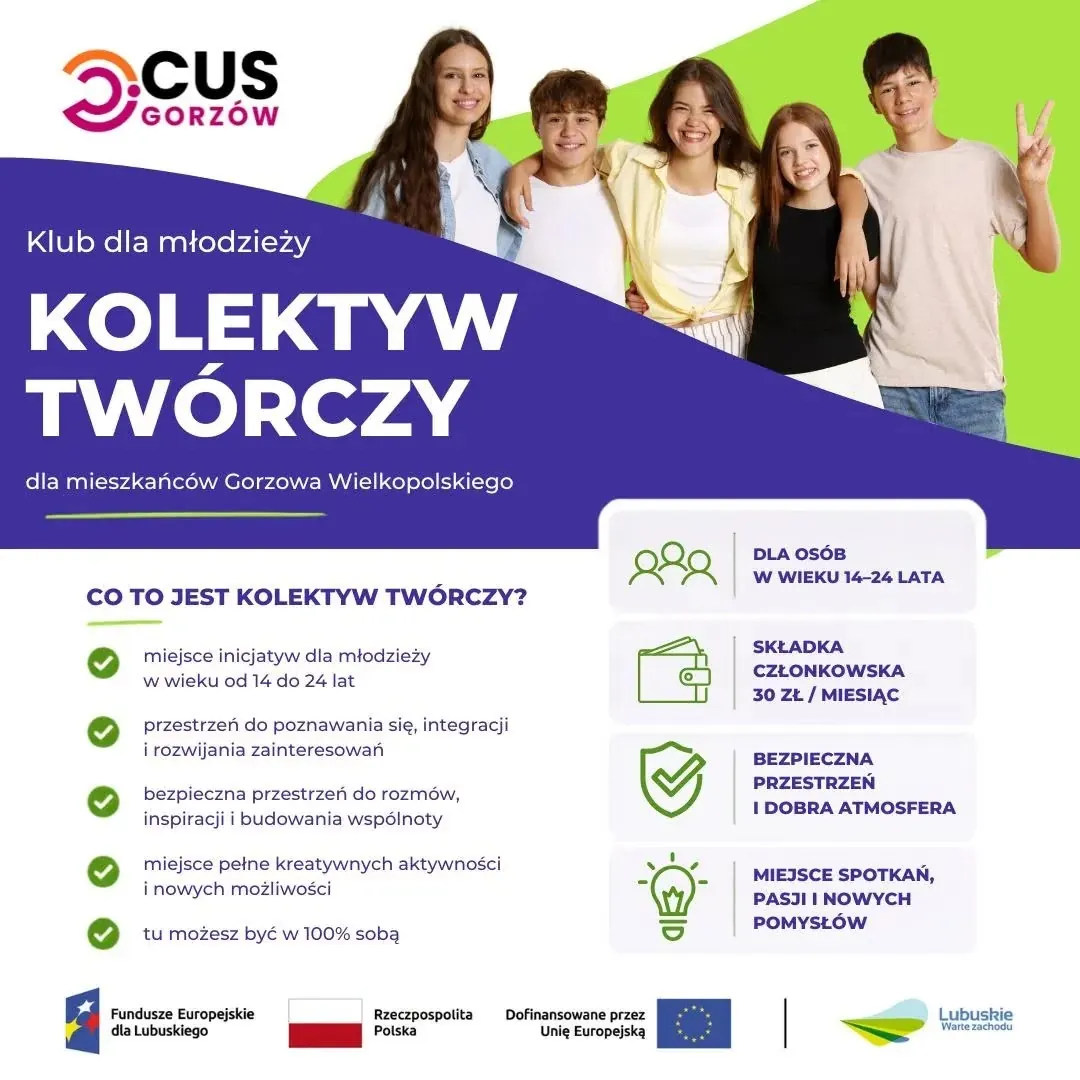 CUS
GORZÓW
Klub dla młodzieży
KOLEKTYW
TWÓRCZY
dla mieszkańców Gorzowa Wielkopolskiego
CO TO JEST KOLEKTYW TWÓRCZY?
miejsce inicjatyw dla młodzieży
w wieku od 14 do 24 lat
przestrzeń do poznawania się, integracji
i rozwijania zainteresowań
bezpieczna przestrzeń do rozmów,
inspiracji i budowania wspólnoty
miejsce pełne kreatywnych aktywności
i nowych możliwości
tu możesz być w 100% sobą
DLA OSÓB
W WIEKU 14–24 LATA
SKŁADKA
CZŁONKOWSKA
30 ZŁ / MIESIĄC
BEZPIECZNA
PRZESTRZEŃ
I DOBRA ATMOSFERA
MIEJSCE SPOTKAŃ,
PASJI I NOWYCH
POMYSŁÓW
Fundusze Europejskie
dla Lubuskiego
Rzeczpospolita
Polska
Dofinansowane przez
Unię Europejską
Lubuskie
Warte zachodu